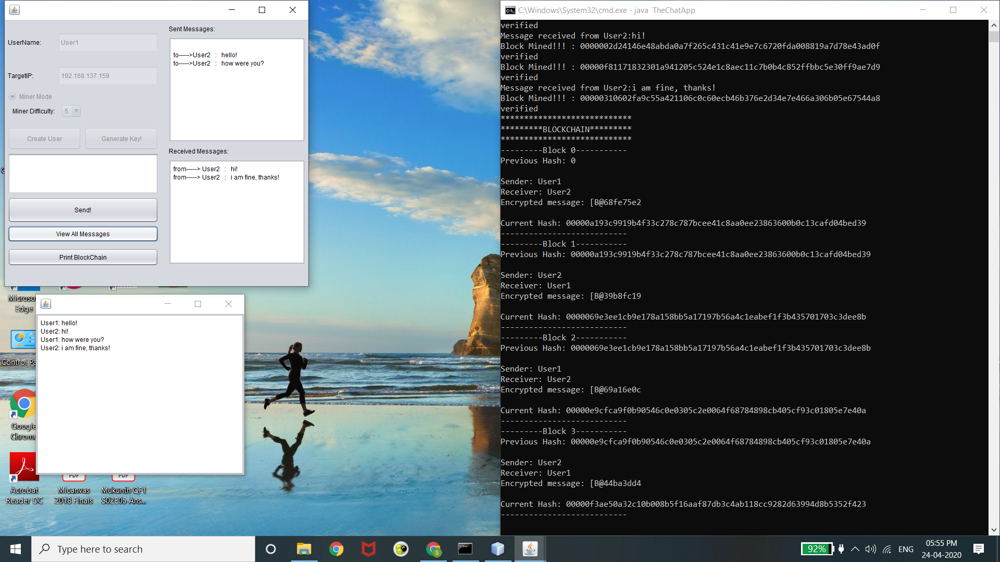 UserName:
User1
TargetIP:
192.168.137.159
Miner Mode
Miner Difficulty:
5
Create User
Generate Key!
Send!
View All Messages
Print BlockChain
Sent Messages:
to----->User2 : hello!
to----->User2 : how were you?
Received Messages:
from-----> User2 : hi!
from-----> User2 : i am fine, thanks!
User1: hello!
User2: hi!
User1: how were you?
User2: i am fine, thanks!
Edge
Control Pa
Google
Chrome
Acrobat
Reader DC
PDF
Micanvas
2018 Finals
PDF
Mukunth QF1
S02E05 Ans...
C:\Windows\System32\cmd.exe - java  TheChatApp
verified
Message received from User2:hi!
Block Mined!!! : 0000002d24146e48abda0a7f265c431c41e9e7c6720fda008819a7d78e43ad0f
verified
Block Mined!!! : 00000f81171832301a941205c524e1c8aec11c7b0b4c852ffbbc5e30ff9ae7d9
verified
Message received from User2:i am fine, thanks!
Block Mined!!! : 00000310602fa9c55a421106c0c60ecb46b376e2d34e7e466a306b05e67544a8
verified
****************************
*********BLOCKCHAIN*********
****************************
---------Block 0-----------
Previous Hash: 0
Sender: User1
Receiver: User2
Encrypted message: [B@68fe75e2
Current Hash: 00000a193c9919b4f33c278c787bcee41c8aa0ee23863600b0c13cafd04bed39
---------------------------
---------Block 1-----------
Previous Hash: 00000a193c9919b4f33c278c787bcee41c8aa0ee23863600b0c13cafd04bed39
Sender: User2
Receiver: User1
Encrypted message: [B@39b8fc19
Current Hash: 0000069e3ee1cb9e178a158bb5a17197b56a4c1eabef1f3b435701703c3dee8b
---------------------------
---------Block 2-----------
Previous Hash: 0000069e3ee1cb9e178a158bb5a17197b56a4c1eabef1f3b435701703c3dee8b
Sender: User1
Receiver: User2
Encrypted message: [B@69a16e0c
Current Hash: 00000e9cfca9f0b90546c0e0305c2e0064f68784898cb405cf93c01805e7e40a
---------------------------
---------Block 3-----------
Previous Hash: 00000e9cfca9f0b90546c0e0305c2e0064f68784898cb405cf93c01805e7e40a
Sender: User2
Receiver: User1
Encrypted message: [B@44ba3dd4
Current Hash: 00000f3ae50a32c10b008b5f16aaf87db3c4ab118cc9282d63994d8b5352f423
---------------------------
Type here to search
92%
ENG
05:55 PM
24-04-2020